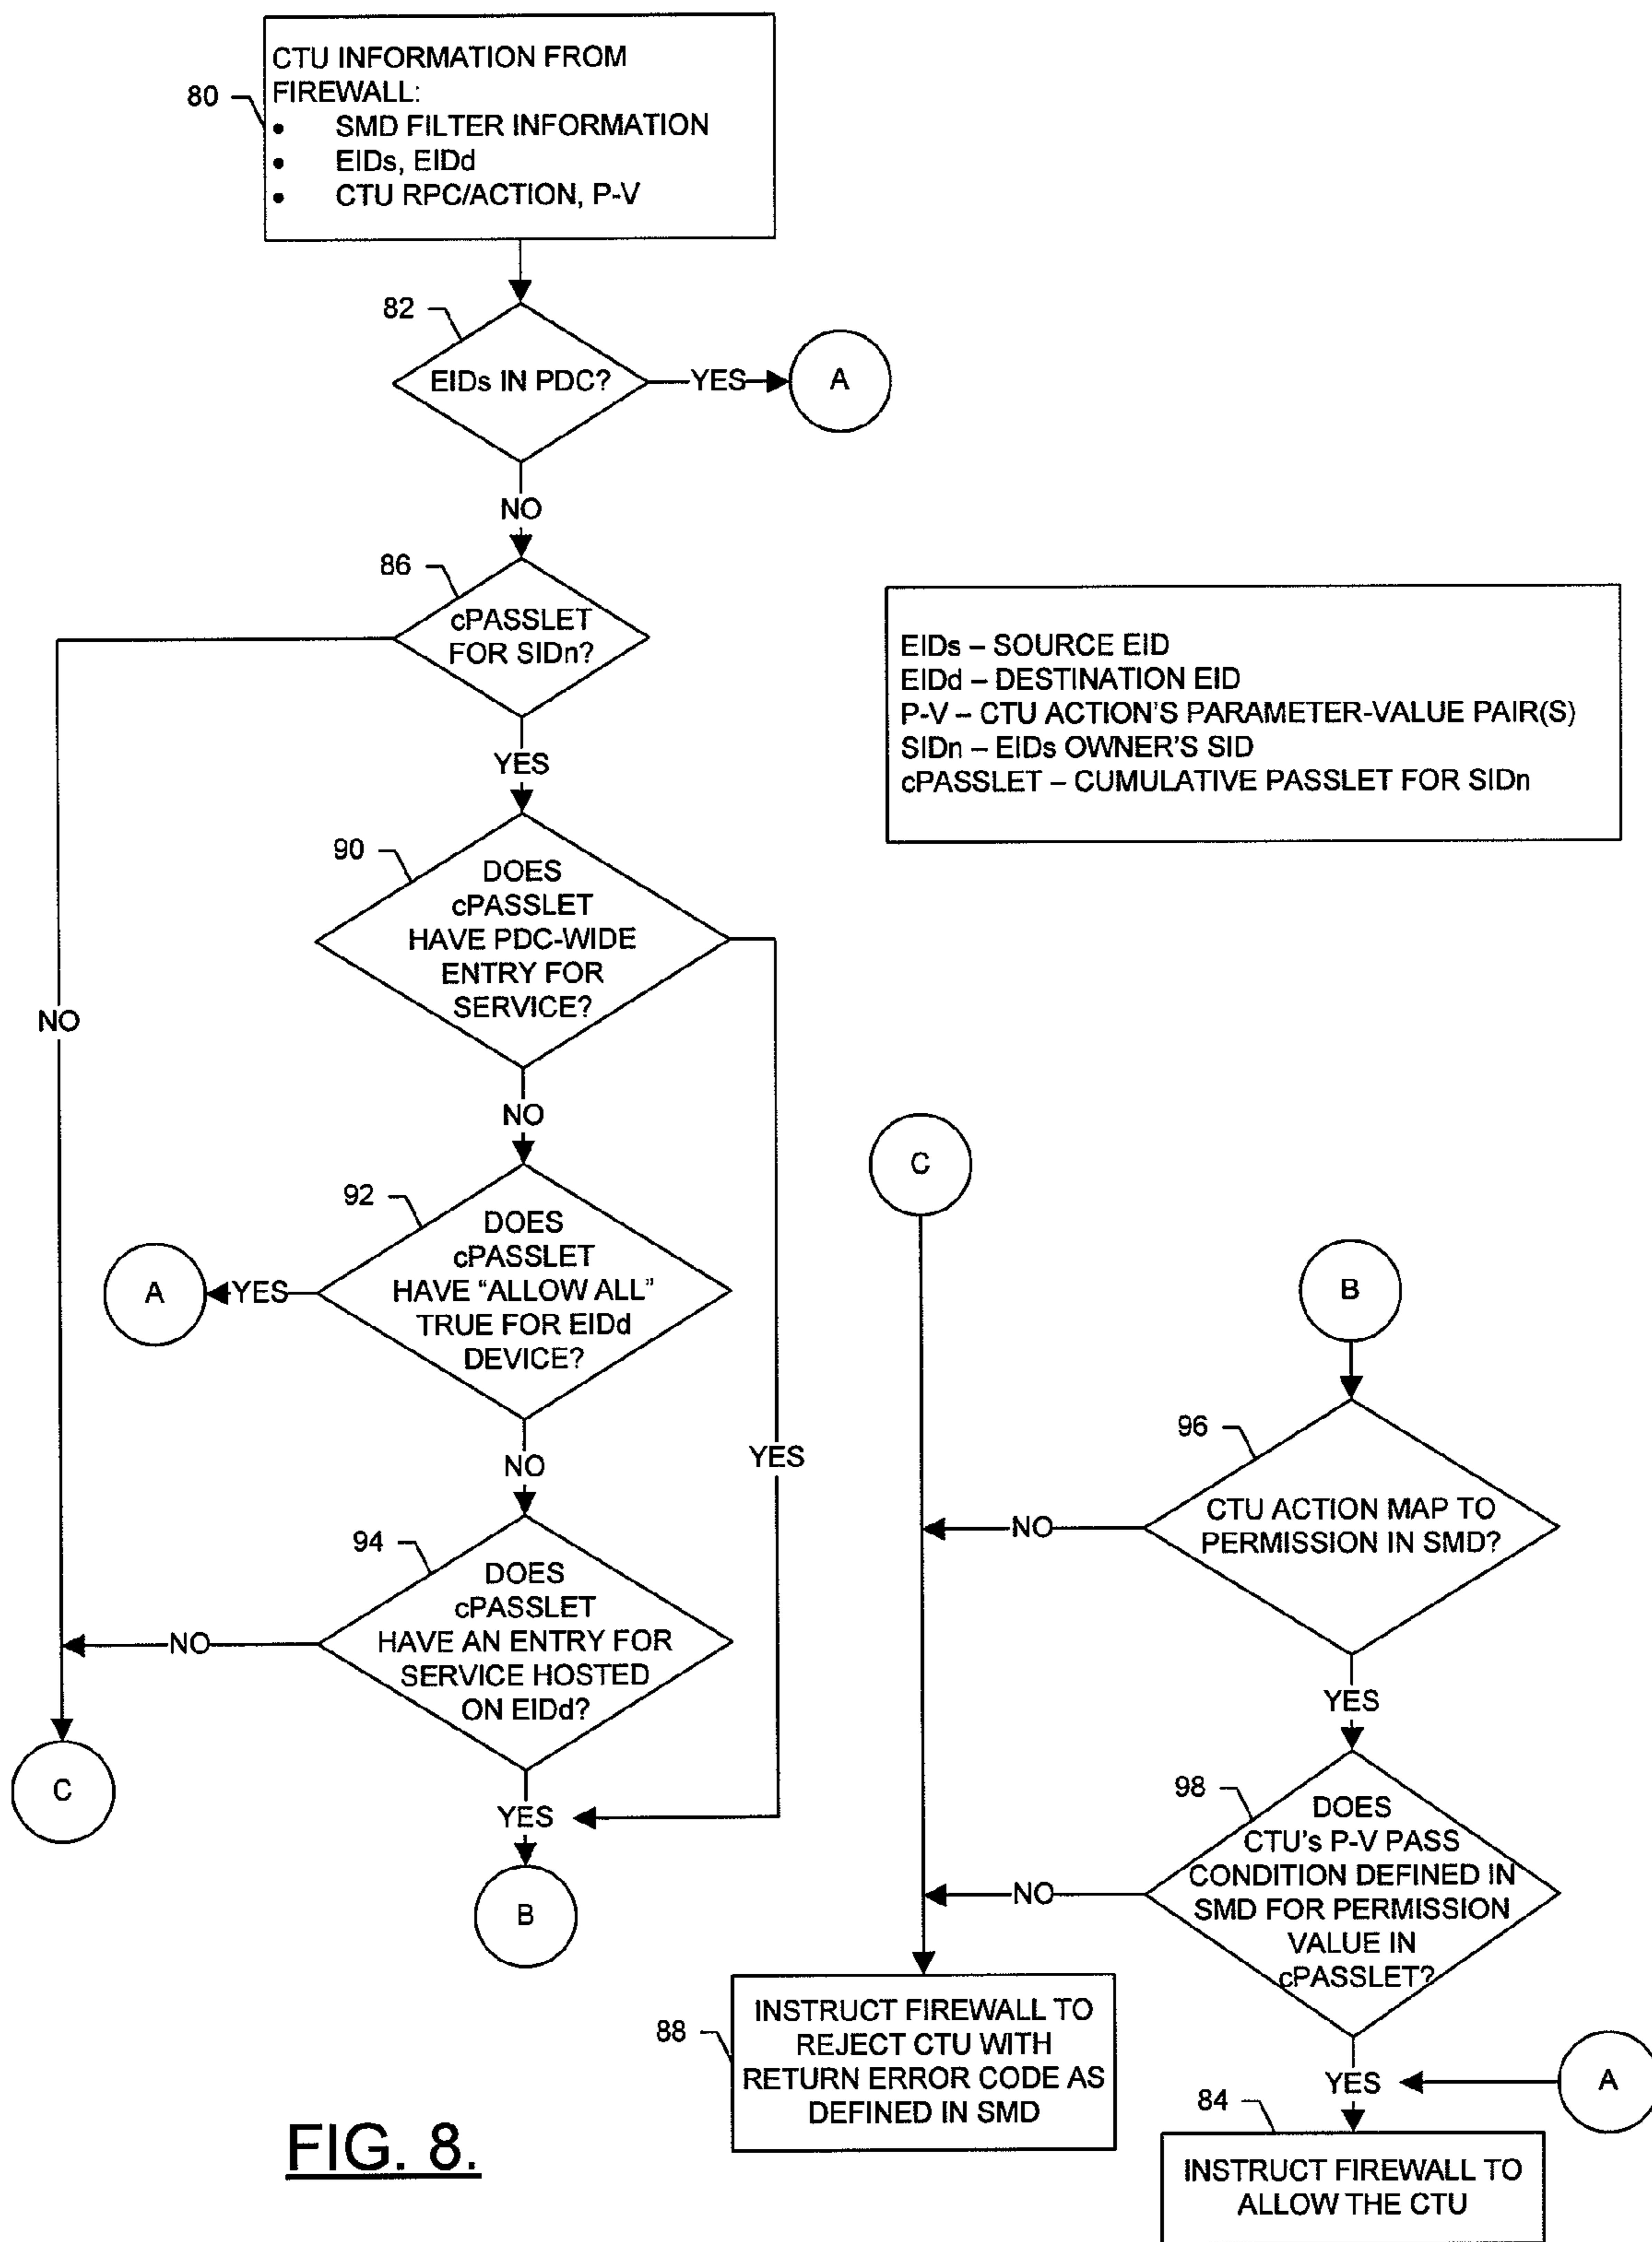 CTU INFORMATION FROM
FIREWALL:
• SMD FILTER INFORMATION
• EIDs, EIDd
• CTU RPC/ACTION, P-V
80
82
EIDs IN PDC?
YES
A
NO
86
cPASSLET
FOR SIDn?
NO
YES
EIDs – SOURCE EID
EIDd – DESTINATION EID
P-V – CTU ACTION'S PARAMETER-VALUE PAIR(S)
SIDn – EIDs OWNER'S SID
cPASSLET – CUMULATIVE PASSLET FOR SIDn
90
DOES
cPASSLET
HAVE PDC-WIDE
ENTRY FOR
SERVICE?
NO
YES
92
DOES
cPASSLET
HAVE “ALLOW ALL”
TRUE FOR EIDd
DEVICE?
YES
A
NO
94
DOES
cPASSLET
HAVE AN ENTRY FOR
SERVICE HOSTED
ON EIDd?
NO
C
YES
B
C
B
96
CTU ACTION MAP TO
PERMISSION IN SMD?
NO
YES
98
DOES
CTU's P-V PASS
CONDITION DEFINED IN
SMD FOR PERMISSION
VALUE IN
cPASSLET?
NO
YES
A
88
INSTRUCT FIREWALL TO
REJECT CTU WITH
RETURN ERROR CODE AS
DEFINED IN SMD
84
INSTRUCT FIREWALL TO
ALLOW THE CTU
FIG. 8.